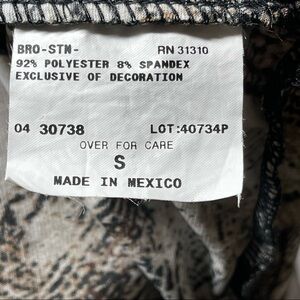 BRO-STN- RN 31310
92% POLYESTER 8% SPANDEX
EXCLUSIVE OF DECORATION
04 30738 LOT:40734P
OVER FOR CARE
S
MADE IN MEXICO